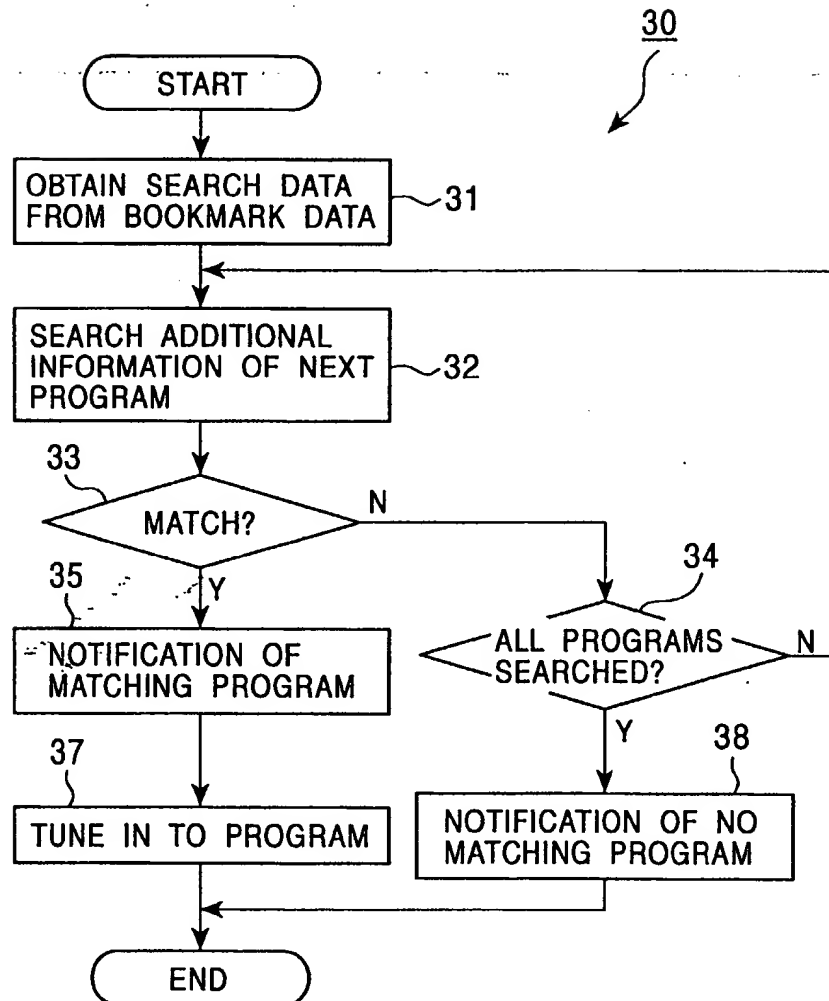 30
START
OBTAIN SEARCH DATA
FROM BOOKMARK DATA
31
SEARCH ADDITIONAL
INFORMATION OF NEXT
PROGRAM
32
33
MATCH?
N
Y
34
ALL PROGRAMS
SEARCHED?
N
Y
35
NOTIFICATION OF
MATCHING PROGRAM
37
TUNE IN TO PROGRAM
38
NOTIFICATION OF NO
MATCHING PROGRAM
END